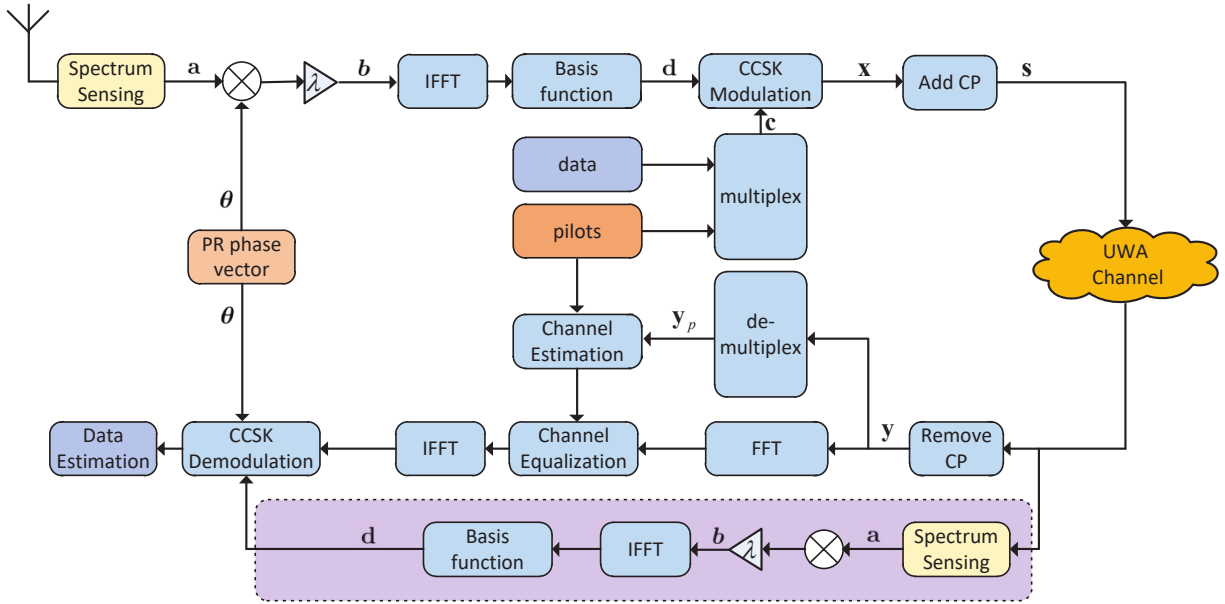 Spectrum
Sensing
a
λ
b
IFFT
Basis
function
d
CCSK
Modulation
x
Add CP
s
c
data
multiplex
pilots
θ
PR phase
vector
θ
UWA
Channel
Channel
Estimation
y p
de-
multiplex
Data
Estimation
CCSK
Demodulation
IFFT
Channel
Equalization
FFT
y
Remove
CP
d
Basis
function
IFFT
b
λ
a
Spectrum
Sensing